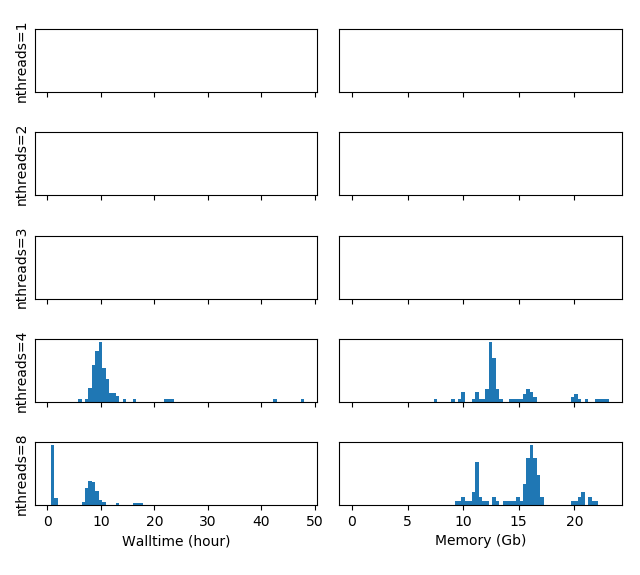 nthreads=1
nthreads=2
nthreads=3
nthreads=4
nthreads=8
0 10 20 30 40 50
0 5 10 15 20
Walltime (hour)
Memory (Gb)